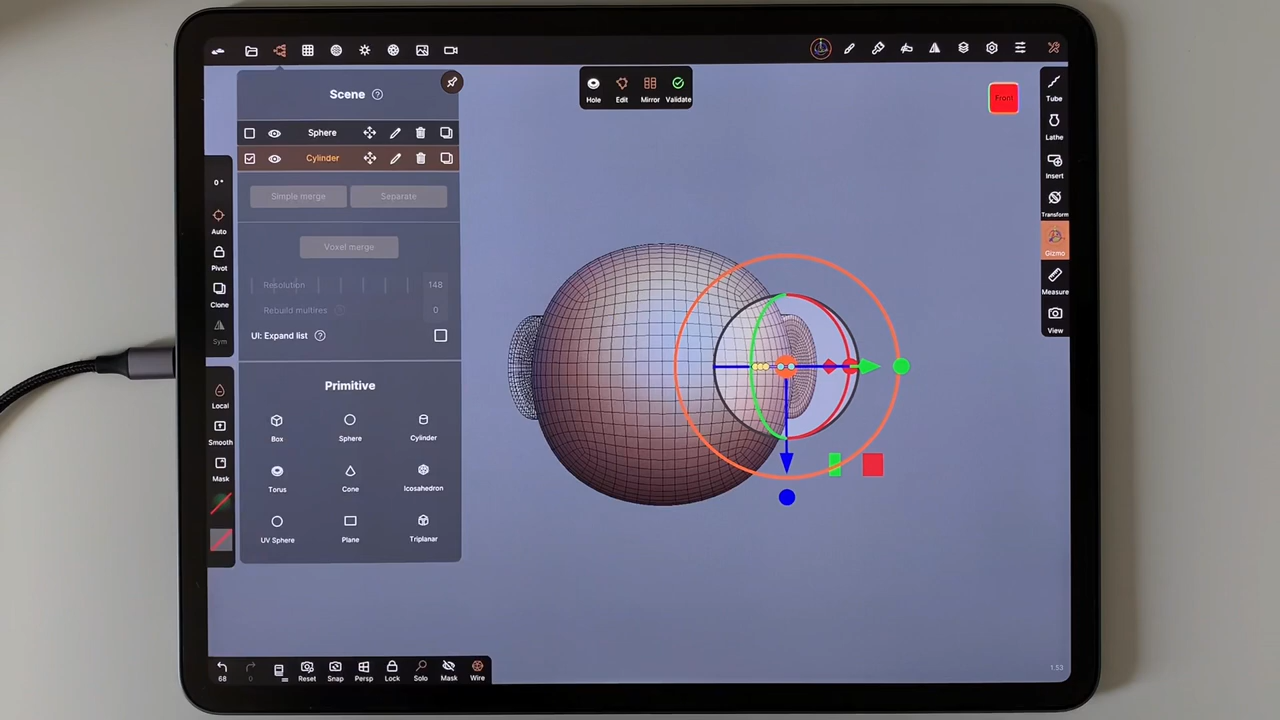 Hole Edit Mirror Validate
Front
Scene ?
Sphere
Cylinder
Simple merge Separate
Voxel merge
Resolution 148
Rebuild multires ? 0
UI: Expand list ?
Primitive
Box Sphere Cylinder
Torus Cone Icosahedron
UV Sphere Plane Triplanar
0°
Auto
Pivot
Clone
Sym
Local
Smooth
Mask
Tube
Lathe
Insert
Transform
Gizmo
Measure
View
68 0 Reset Snap Persp Lock Solo Mask Wire
1.53